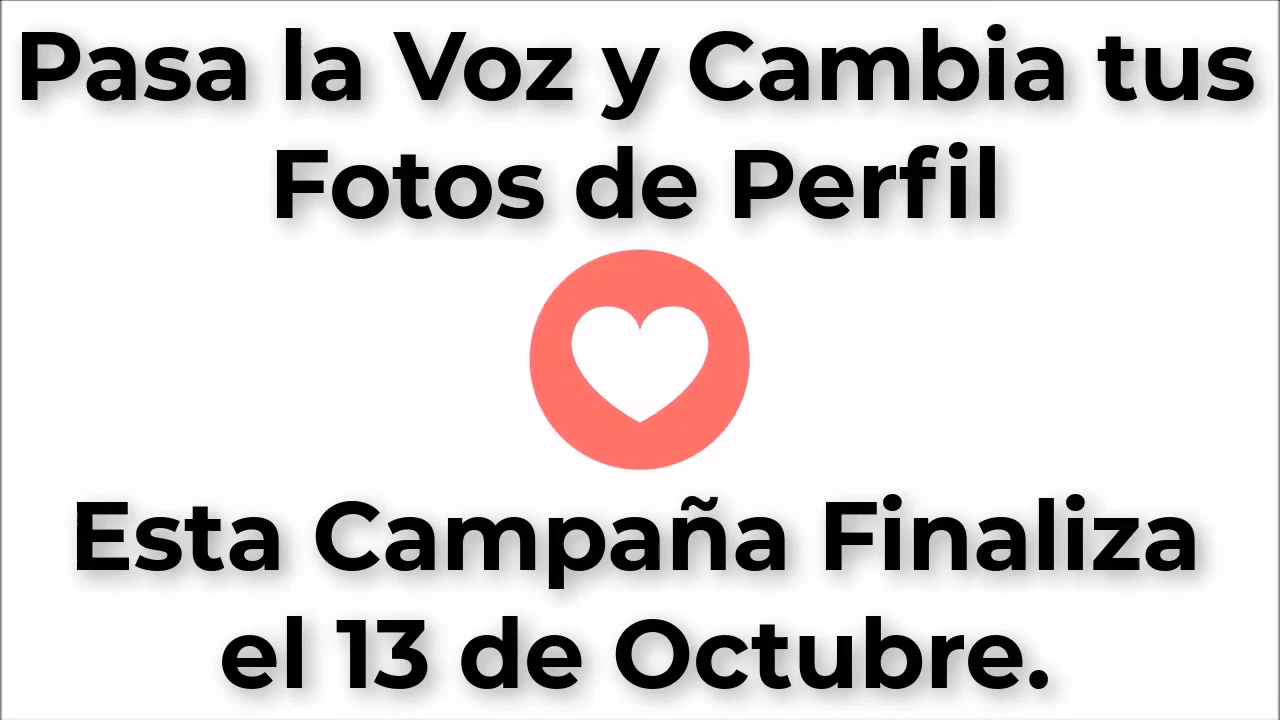 Pasa la Voz y Cambia tus
Fotos de Perfil
Esta Campaña Finaliza
el 13 de Octubre.